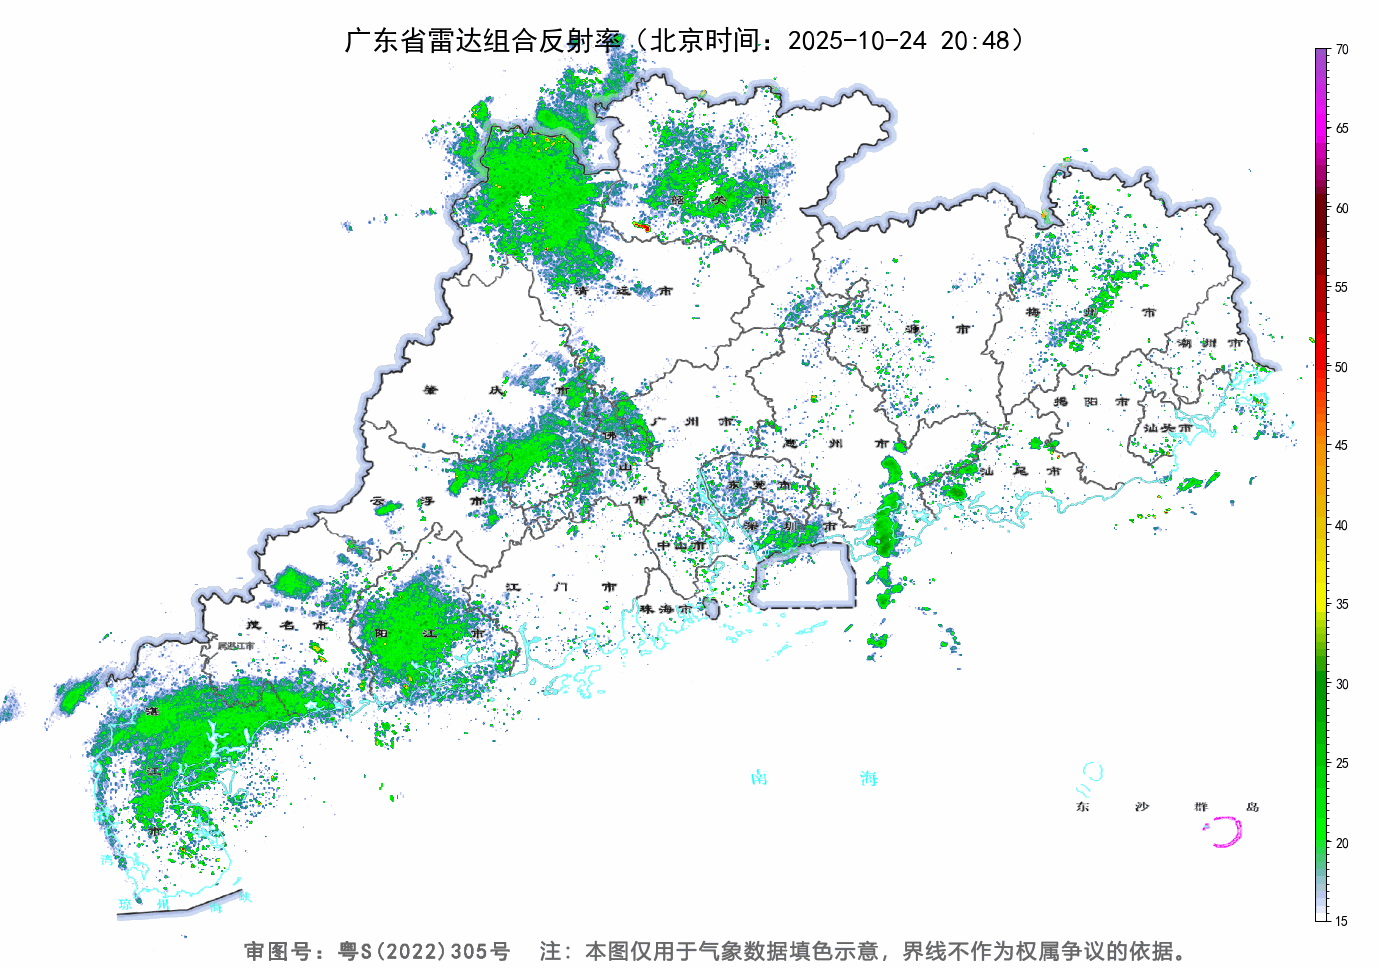 广东省雷达组合反射率（北京时间：2025-10-24 20:48）
70
65
60
55
50
45
40
35
30
25
20
15
韶 关 市
清 远 市
河 源 市
梅 州 市
潮 州 市
肇 庆 市
广 州 市
惠 州 市
揭 阳 市
汕头市
佛 山 市
汕 尾 市
云 浮 市
东 莞 市
深 圳 市
中山市
江 门 市
珠海市
茂 名 市
阳 江 市
属湛江市
湛 江 市
南 海
东 沙 群 岛
湾
琼 州 海 峡
审图号：粤S(2022)305号 注：本图仅用于气象数据填色示意，界线不作为权属争议的依据。